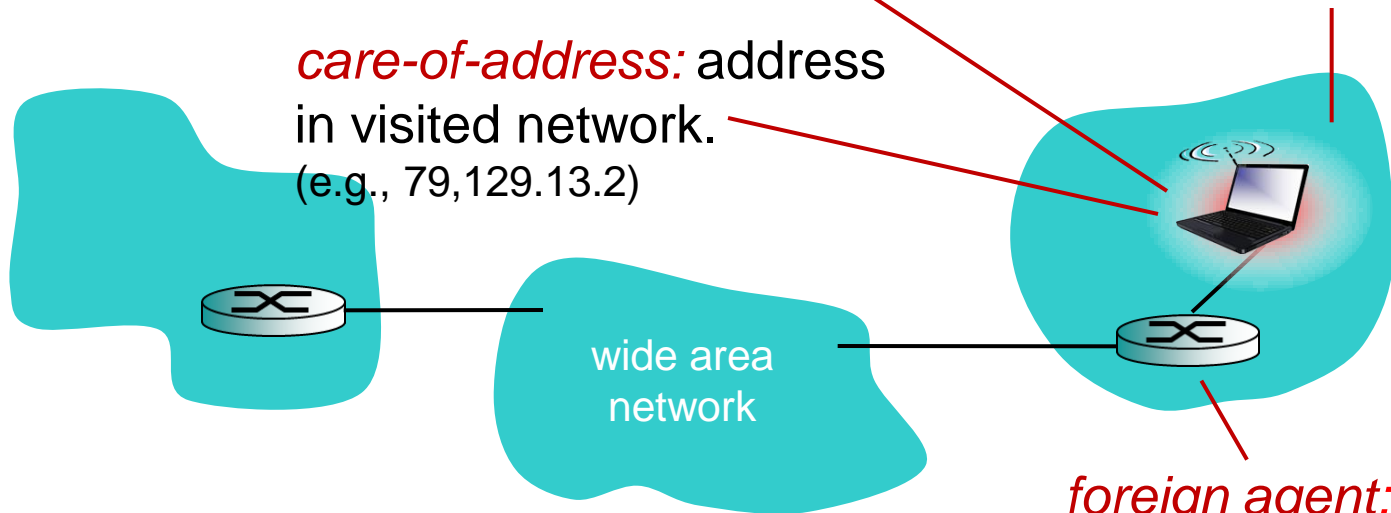 care-of-address: address
in visited network.
(e.g., 79,129.13.2)
wide area
network
foreign agent: